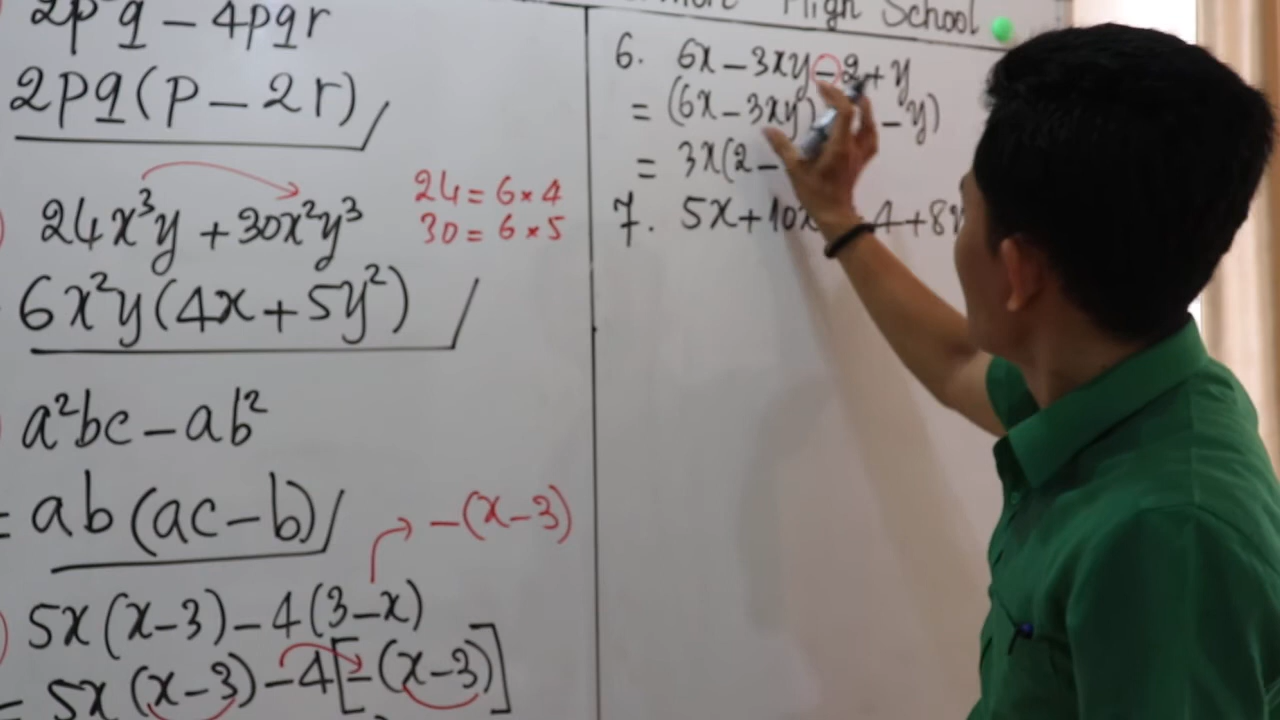 2p²q – 4pqr
2pq(p – 2r)
24x³y + 30x²y³
24 = 6 × 4
30 = 6 × 5
6x²y(4x + 5y²)
a²bc – ab²
= ab(ac – b)
–(x–3)
5x(x–3) – 4(3–x)
= 5x(x–3) – 4[–(x–3)]
High School
6. 6x – 3xy – 2 + y
= (6x – 3xy) – y)
= 3x(2 –
7. 5x + 10x 4 + 8